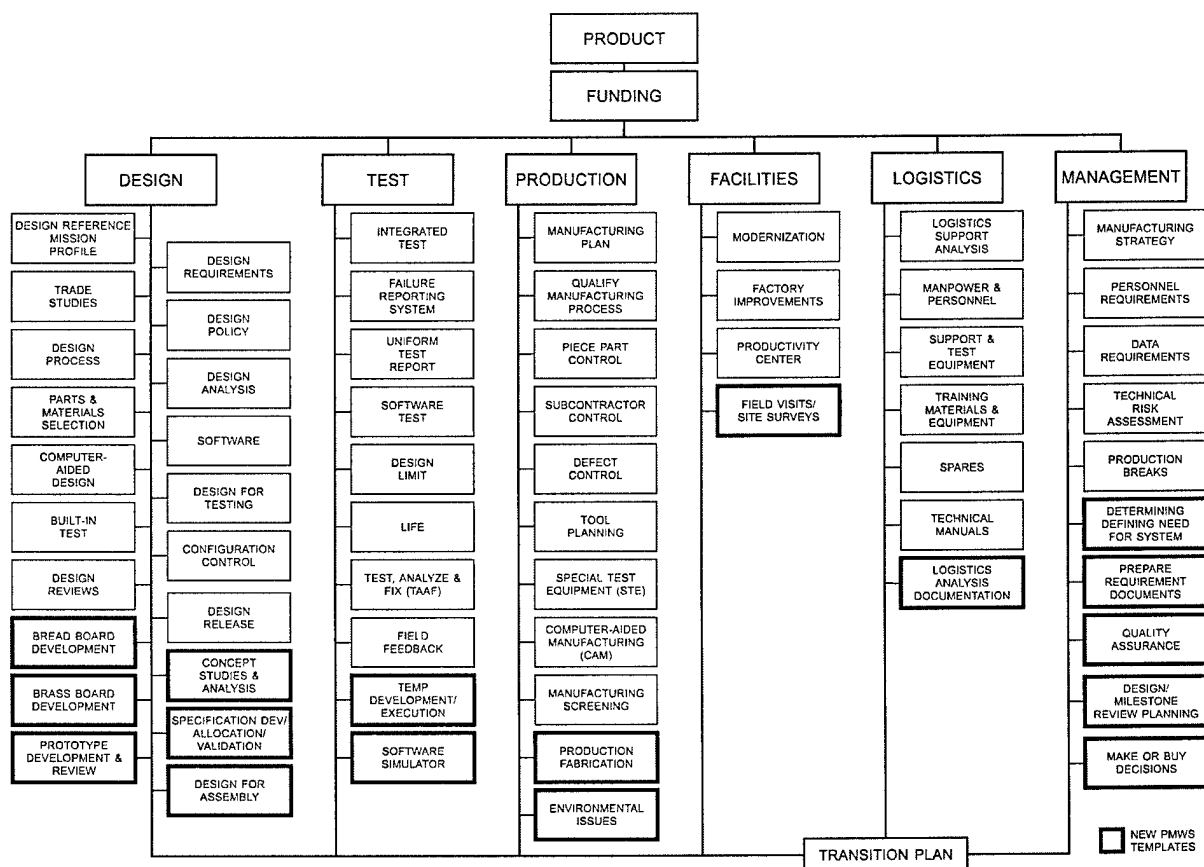 PRODUCT
FUNDING
DESIGN
TEST
PRODUCTION
FACILITIES
LOGISTICS
MANAGEMENT
DESIGN REFERENCE
MISSION
PROFILE
TRADE
STUDIES
DESIGN
PROCESS
PARTS &
MATERIALS
SELECTION
COMPUTER-
AIDED
DESIGN
BUILT-IN
TEST
DESIGN
REVIEWS
BREAD BOARD
DEVELOPMENT
BRASS BOARD
DEVELOPMENT
PROTOTYPE
DEVELOPMENT &
REVIEW
DESIGN
REQUIREMENTS
DESIGN
POLICY
DESIGN
ANALYSIS
SOFTWARE
DESIGN FOR
TESTING
CONFIGURATION
CONTROL
DESIGN
RELEASE
CONCEPT
STUDIES &
ANALYSIS
SPECIFICATION DEV/
ALLOCATION/
VALIDATION
DESIGN FOR
ASSEMBLY
INTEGRATED
TEST
FAILURE
REPORTING
SYSTEM
UNIFORM
TEST
REPORT
SOFTWARE
TEST
DESIGN
LIMIT
LIFE
TEST, ANALYZE &
FIX (TAAF)
FIELD
FEEDBACK
TEMP
DEVELOPMENT/
EXECUTION
SOFTWARE
SIMULATOR
MANUFACTURING
PLAN
QUALIFY
MANUFACTURING
PROCESS
PIECE PART
CONTROL
SUBCONTRACTOR
CONTROL
DEFECT
CONTROL
TOOL
PLANNING
SPECIAL TEST
EQUIPMENT (STE)
COMPUTER-AIDED
MANUFACTURING
(CAM)
MANUFACTURING
SCREENING
PRODUCTION
FABRICATION
ENVIRONMENTAL
ISSUES
MODERNIZATION
FACTORY
IMPROVEMENTS
PRODUCTIVITY
CENTER
FIELD VISITS/
SITE SURVEYS
LOGISTICS
SUPPORT
ANALYSIS
MANPOWER &
PERSONNEL
SUPPORT &
TEST
EQUIPMENT
TRAINING
MATERIALS &
EQUIPMENT
SPARES
TECHNICAL
MANUALS
LOGISTICS
ANALYSIS
DOCUMENTATION
MANUFACTURING
STRATEGY
PERSONNEL
REQUIREMENTS
DATA
REQUIREMENTS
TECHNICAL
RISK
ASSESSMENT
PRODUCTION
BREAKS
DETERMINING
DEFINING NEED
FOR SYSTEM
PREPARE
REQUIREMENT
DOCUMENTS
QUALITY
ASSURANCE
DESIGN/
MILESTONE
REVIEW PLANNING
MAKE OR BUY
DECISIONS
TRANSITION PLAN
NEW PMWS
TEMPLATES